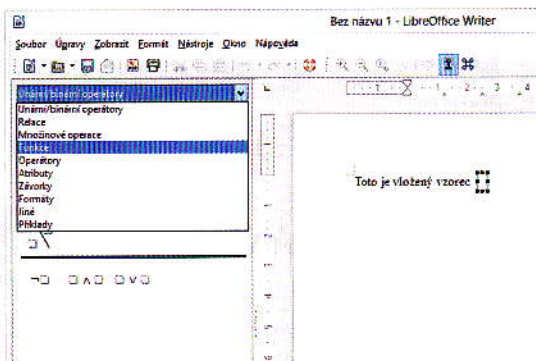 Bez názvu 1 - LibreOffice Writer
Soubor Úpravy Zobrazit Formát Nástroje Okno Nápověda
Unární/binární operátory
Unární/binární operátory
Relace
Množinové operace
Funkce
Operátory
Atributy
Závorky
Formáty
Jiné
Příklady
Toto je vložený vzorec
¬□ □∧□ □∨□